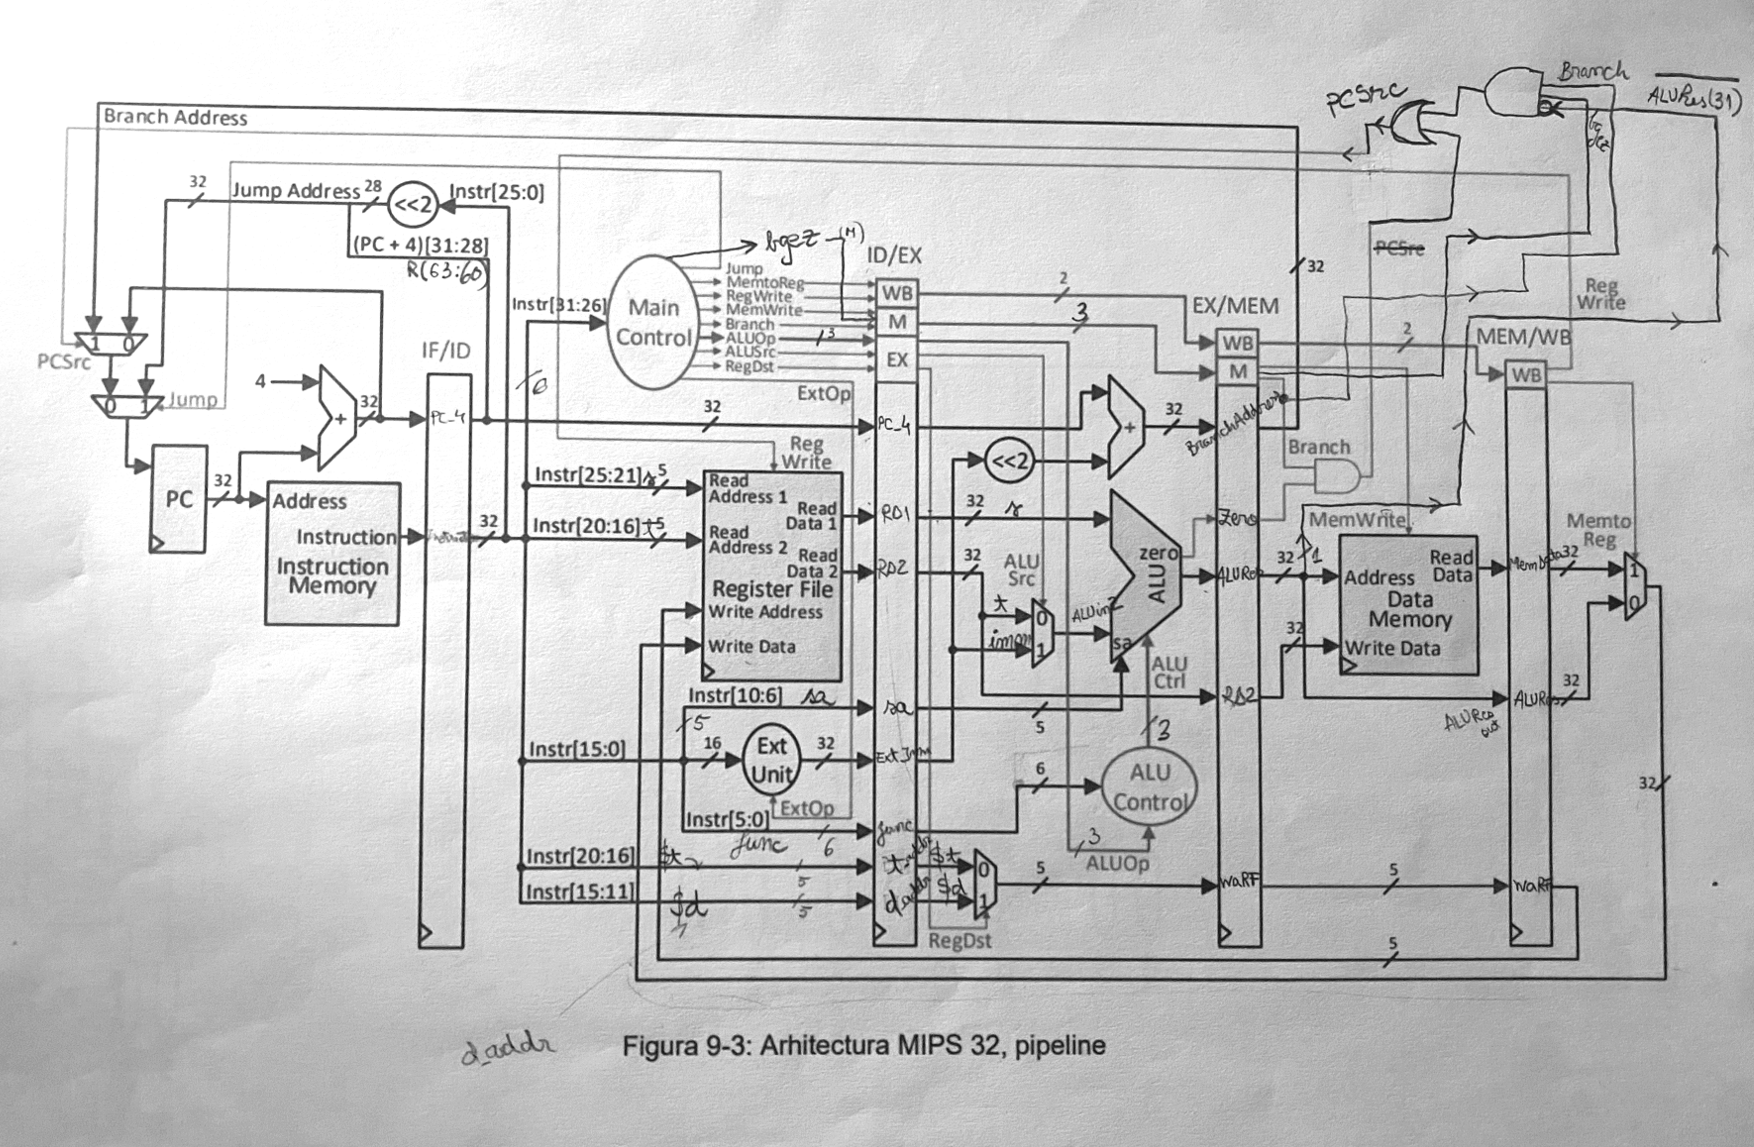 Branch
ALURes(31)
PCSrc
bgez
Branch Address
32
Jump Address
28
<<2
Instr[25:0]
(PC + 4)[31:28]
R(63:60)
bgez
(M)
PCSrc
32
ID/EX
Jump
MemtoReg
RegWrite
MemWrite
Branch
ALUOp
3
ALUSrc
RegDst
ExtOp
Instr[31:26]
6
Main
Control
WB
M
EX
2
3
EX/MEM
WB
M
Reg
Write
2
MEM/WB
WB
1
0
PCSrc
0
1
Jump
4
+
32
IF/ID
PC_4
32
PC_4
+
32
BranchAddress
<<2
Branch
PC
32
Address
Instruction
Instruction
Memory
32
Reg
Write
Instr[25:21]
s
5
Read
Address 1
Read
Data 1
RD1
32
s
Instr[20:16]
t
5
Read
Address 2
Read
Data 2
RD2
32
Register File
Write Address
Write Data
ALU
Src
t
0
imm
1
ALUin2
zero
ALU
sa
Zero
ALURes
32
1
MemWrite
Address
Read
Data
Data
Memory
Write Data
32
MemData
32
Memto
Reg
1
0
ALU
Ctrl
3
RD2
ALURes
out
ALURes
32
Instr[10:6]
sa
sa
5
5
Instr[15:0]
16
Ext
Unit
32
ExtImm
ExtOp
6
ALU
Control
Instr[5:0]
func
6
func
3
ALUOp
32
Instr[20:16]
$t
5
t_addr
$t
0
5
WaRF
5
WaRF
Instr[15:11]
$d
5
d_addr
$d
1
RegDst
5
d_addr
Figura 9-3: Arhitectura MIPS 32, pipeline